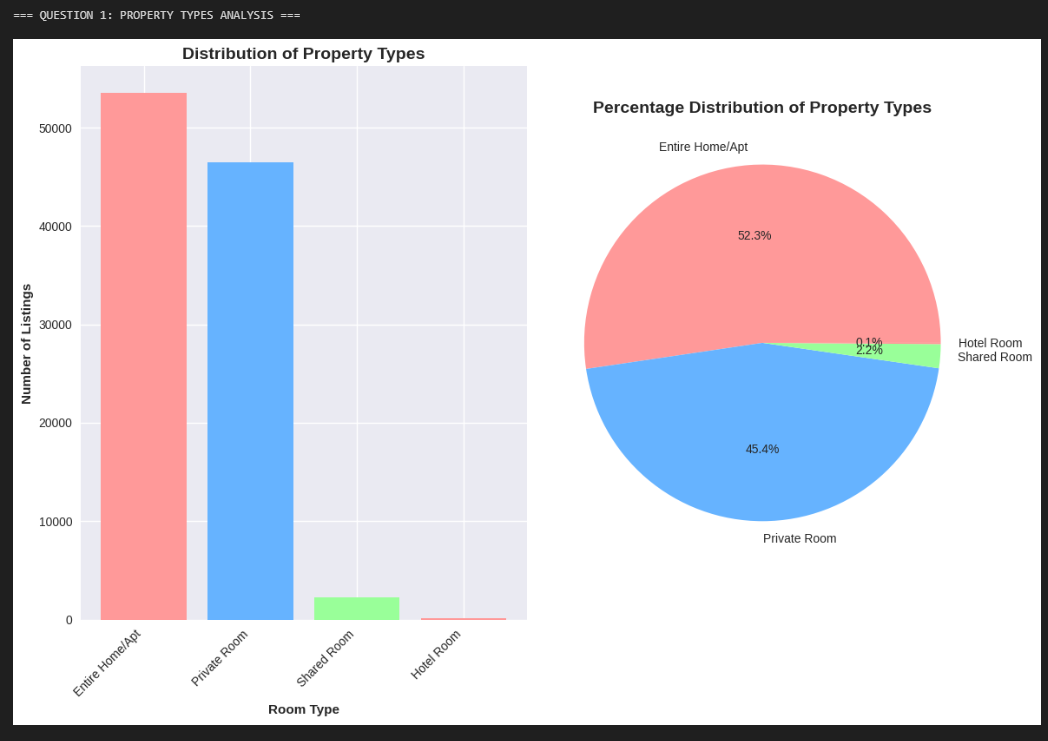 === QUESTION 1: PROPERTY TYPES ANALYSIS ===
Distribution of Property Types
50000
40000
30000
20000
10000
0
Number of Listings
Entire Home/Apt
Private Room
Shared Room
Hotel Room
Room Type
Percentage Distribution of Property Types
Entire Home/Apt
52.3%
0.1%
Hotel Room
2.2%
Shared Room
45.4%
Private Room